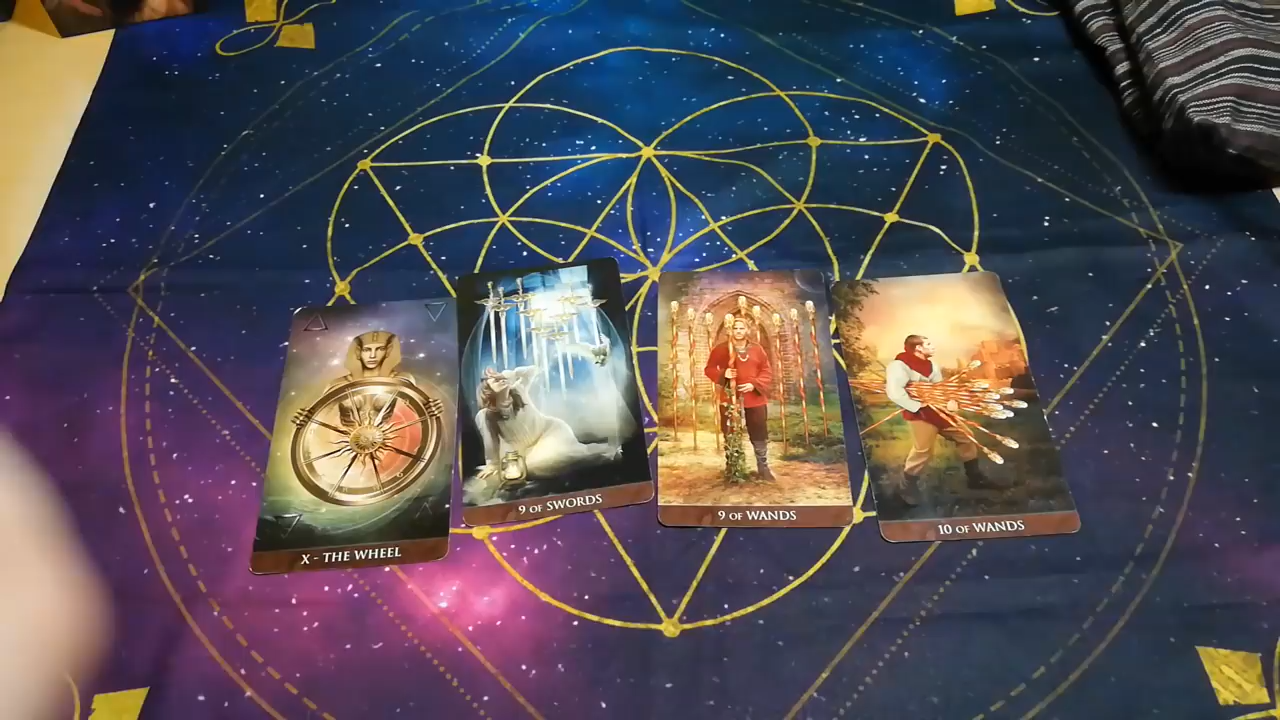 X - THE WHEEL
9 OF SWORDS
9 OF WANDS
10 OF WANDS